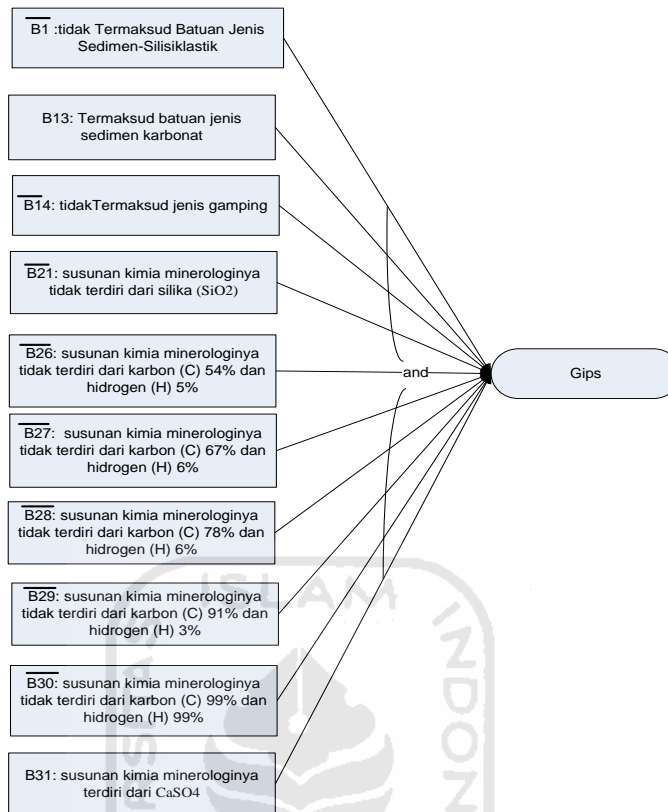 B1 :tidak Termaksud Batuan Jenis
Sedimen-Silisiklastik
B13: Termaksud batuan jenis
sedimen karbonat
B14: tidakTermaksud jenis gamping
B21: susunan kimia minerologinya
tidak terdiri dari silika (SiO2)
B26: susunan kimia minerologinya
tidak terdiri dari karbon (C) 54% dan
hidrogen (H) 5%
B27:  susunan kimia minerologinya
tidak terdiri dari karbon (C) 67% dan
hidrogen (H) 6%
B28: susunan kimia minerologinya
tidak terdiri dari karbon (C) 78% dan
hidrogen (H) 6%
B29: susunan kimia minerologinya
tidak terdiri dari karbon (C) 91% dan
hidrogen (H) 3%
B30: susunan kimia minerologinya
tidak terdiri dari karbon (C) 99% dan
hidrogen (H) 99%
B31: susunan kimia minerologinya
terdiri dari CaSO4
and
Gips
ISLAM